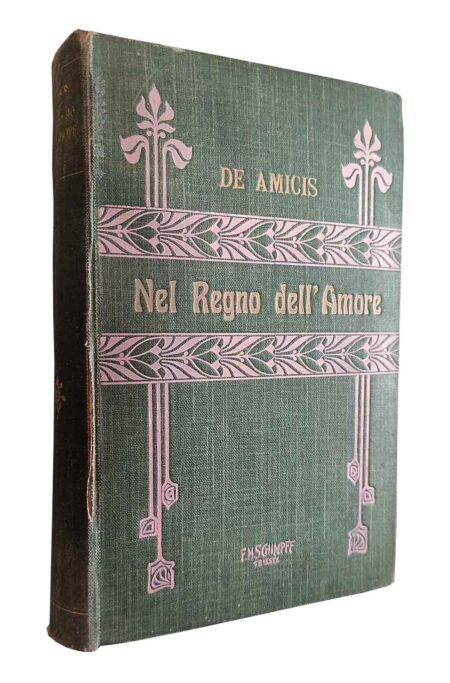 DE AMICIS
Nel Regno dell'Amore
F.H.SCHIMPFF
TRIESTE